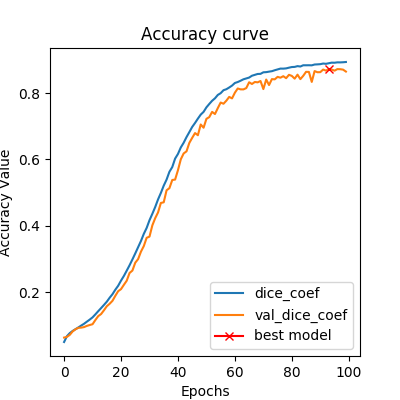 Accuracy curve
Accuracy Value
0.8
0.6
0.4
0.2
0 20 40 60 80 100
Epochs
dice_coef
val_dice_coef
best model